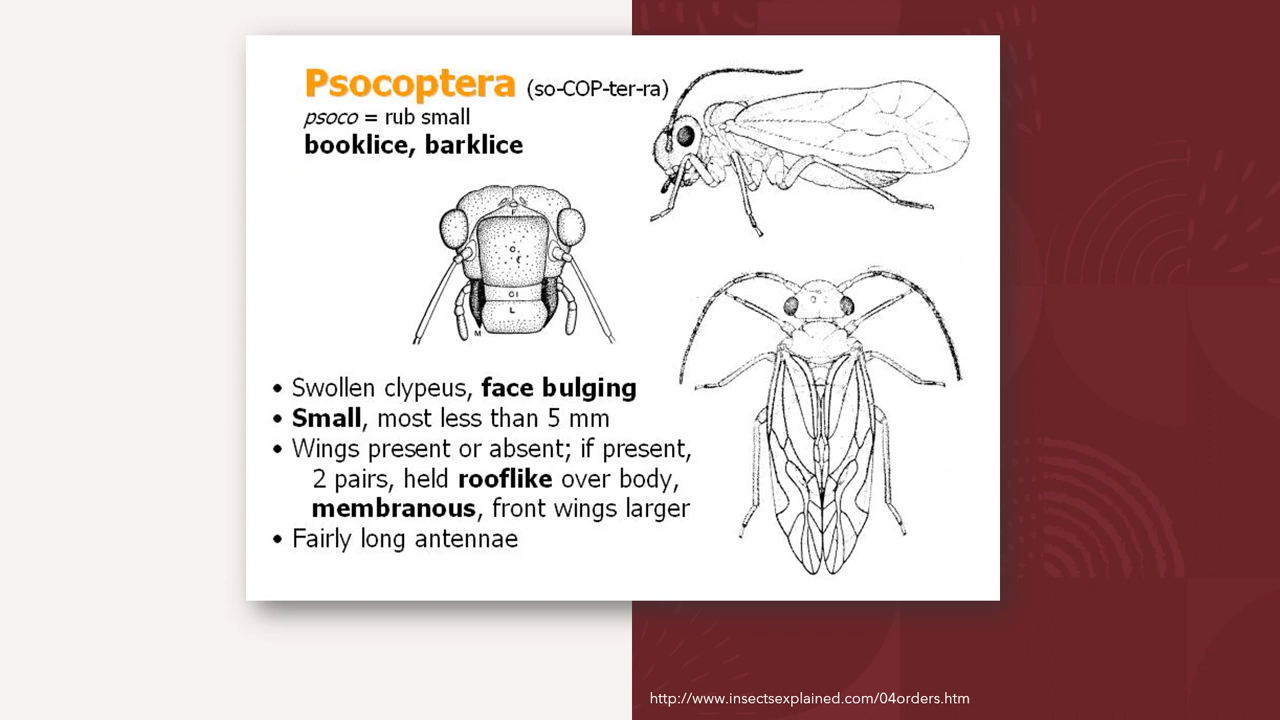 Psocoptera (so-COP-ter-ra)
psoco = rub small
booklice, barklice
F
C
Cl
L
M
• Swollen clypeus, face bulging
• Small, most less than 5 mm
• Wings present or absent; if present,
2 pairs, held rooflike over body,
membranous, front wings larger
• Fairly long antennae
http://www.insectsexplained.com/04orders.htm